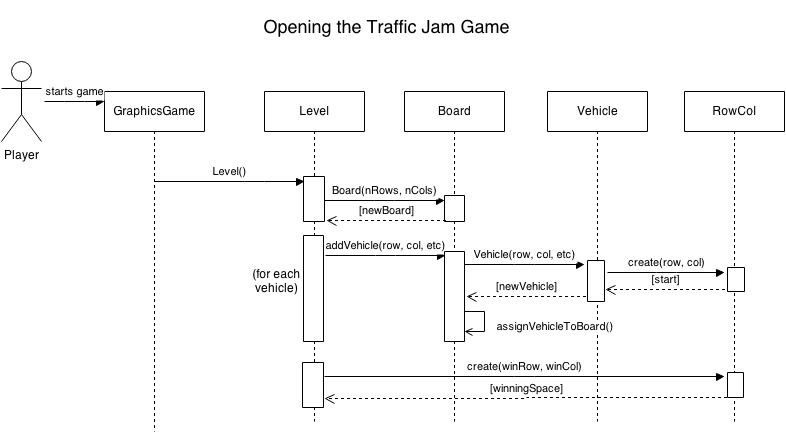 Opening the Traffic Jam Game
starts game
GraphicsGame
Level
Board
Vehicle
RowCol
Player
Level()
Board(nRows, nCols)
[newBoard]
addVehicle(row, col, etc)
Vehicle(row, col, etc)
create(row, col)
(for each
vehicle)
[newVehicle]
[start]
assignVehicleToBoard()
create(winRow, winCol)
[winningSpace]